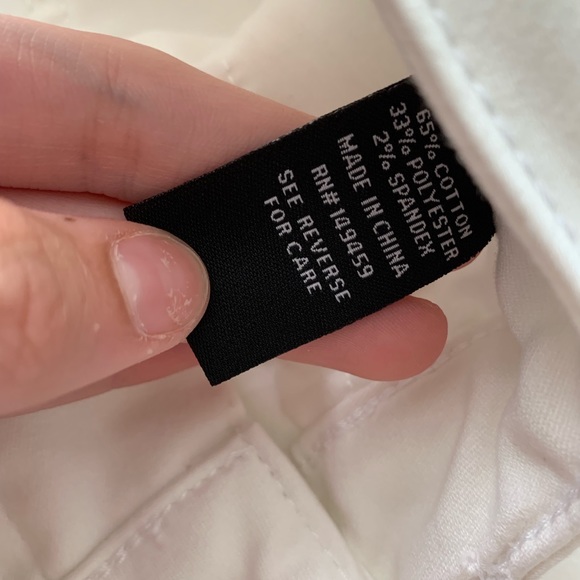 65% COTTON
33% POLYESTER
2% SPANDEX
MADE IN CHINA
RN# 149459
SEE REVERSE
FOR CARE